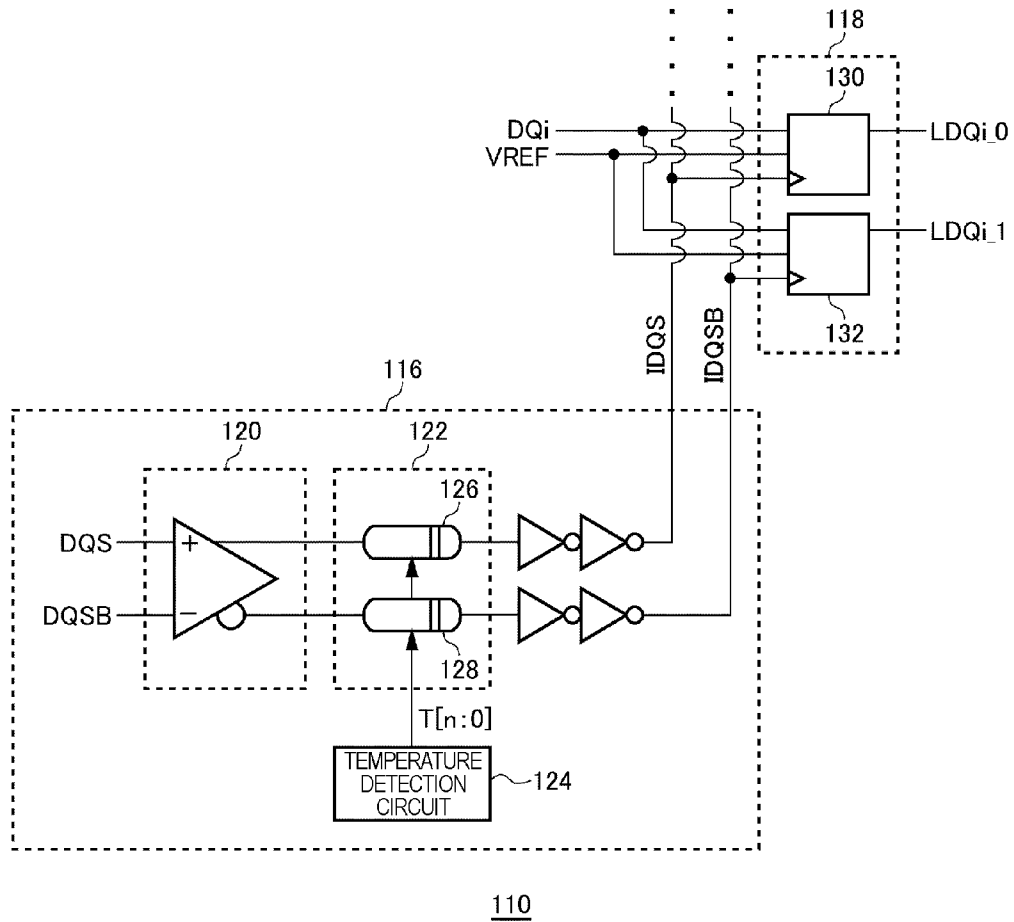 118
130
DQi
LDQi_0
VREF
LDQi_1
132
IDQS
IDQSB
116
120
122
126
DQS
+
DQSB
−
128
T[n:0]
TEMPERATURE
DETECTION
CIRCUIT
124
110